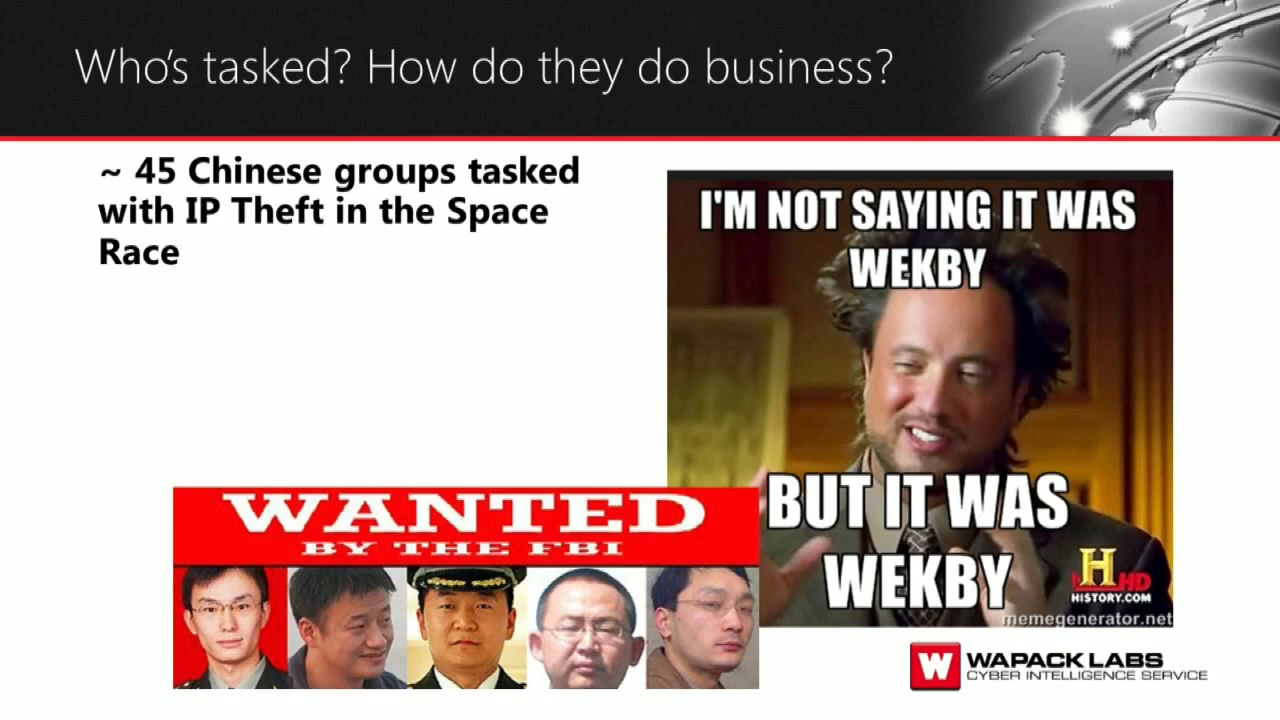 Who's tasked? How do they do business?
~ 45 Chinese groups tasked
with IP Theft in the Space
Race
I'M NOT SAYING IT WAS
WEKBY
BUT IT WAS
WEKBY
H HD
HISTORY.COM
memegenerator.net
WANTED
BY THE FBI
W WAPACK LABS
CYBER INTELLIGENCE SERVICE